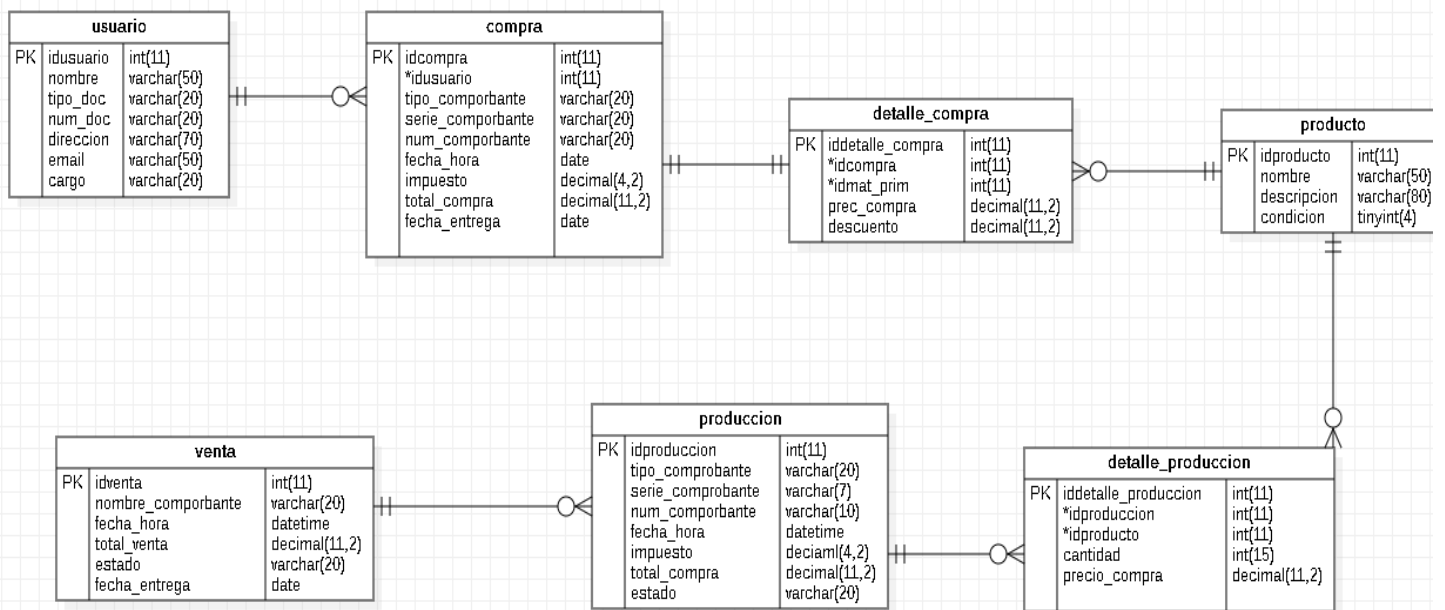 usuario
PK idusuario int(11)
nombre varchar(50)
tipo_doc varchar(20)
num_doc varchar(20)
direccion varchar(70)
email varchar(50)
cargo varchar(20)
compra
PK idcompra int(11)
*idusuario int(11)
tipo_comporbante varchar(20)
serie_comporbante varchar(20)
num_comporbante varchar(20)
fecha_hora date
impuesto decimal(4,2)
total_compra decimal(11,2)
fecha_entrega date
detalle_compra
PK iddetalle_compra int(11)
*idcompra int(11)
*idmat_prim int(11)
prec_compra decimal(11,2)
descuento decimal(11,2)
producto
PK idproducto int(11)
nombre varchar(50)
descripcion varchar(80)
condicion tinyint(4)
venta
PK idventa int(11)
nombre_comporbante varchar(20)
fecha_hora datetime
total_venta decimal(11,2)
estado varchar(20)
fecha_entrega date
produccion
PK idproduccion int(11)
tipo_comprobante varchar(20)
serie_comprobante varchar(7)
num_comporbante varchar(10)
fecha_hora datetime
impuesto deciaml(4,2)
total_compra decimal(11,2)
estado varchar(20)
detalle_produccion
PK iddetalle_produccion int(11)
*idproduccion int(11)
*idproducto int(11)
cantidad int(15)
precio_compra decimal(11,2)